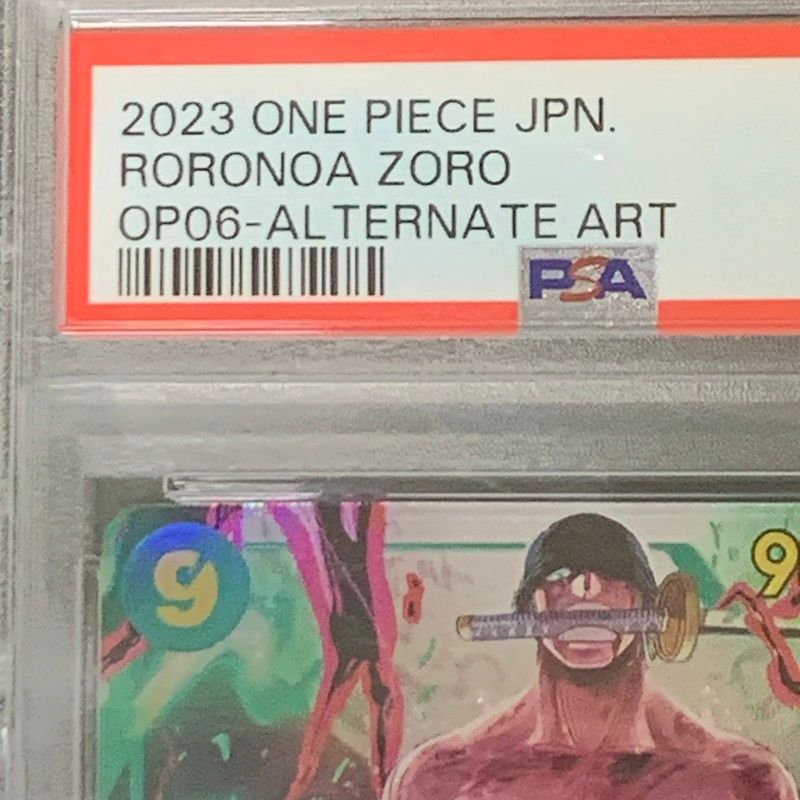 2023 ONE PIECE JPN.
RORONOA ZORO
OP06-ALTERNATE ART
PSA
9
9